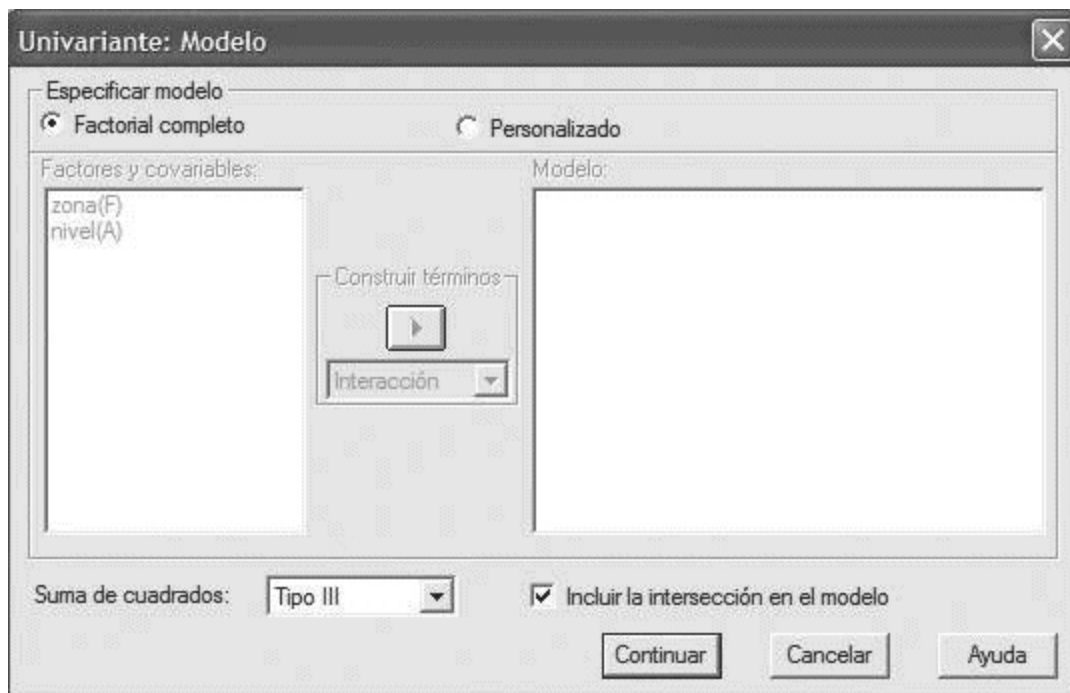 Univariante: Modelo
Especificar modelo
Factorial completo
Personalizado
Factores y covariables:
zona(F)
nivel(A)
Construir términos
Interacción
Modelo:
Suma de cuadrados:
Tipo III
Incluir la intersección en el modelo
Continuar
Cancelar
Ayuda